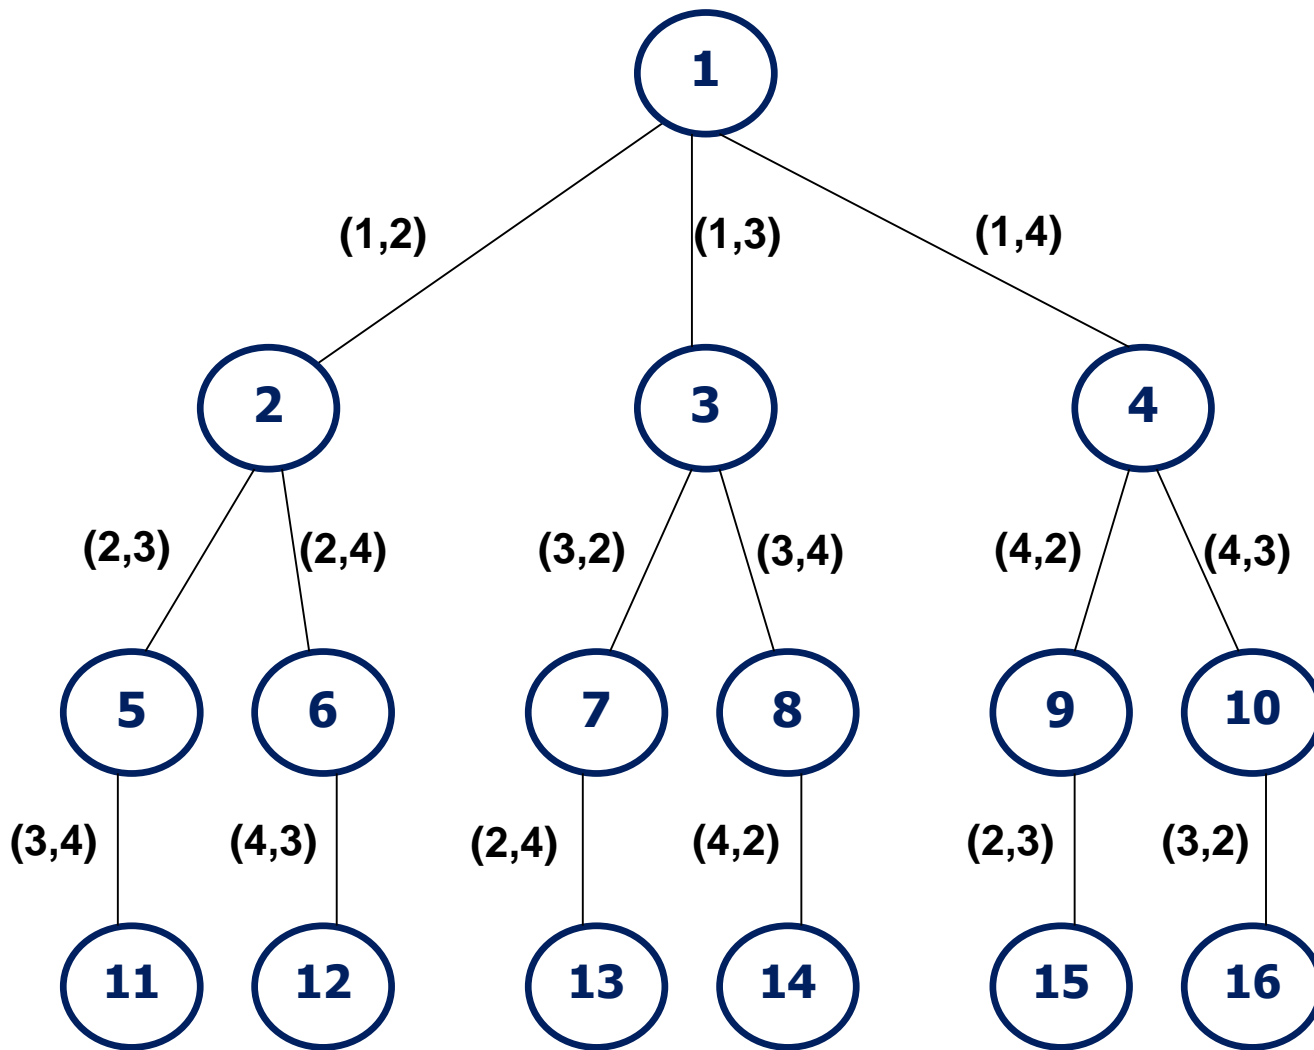 1
(1,2) (1,3) (1,4)
2 3 4
(2,3) (2,4) (3,2) (3,4) (4,2) (4,3)
5 6 7 8 9 10
(3,4) (4,3) (2,4) (4,2) (2,3) (3,2)
11 12 13 14 15 16